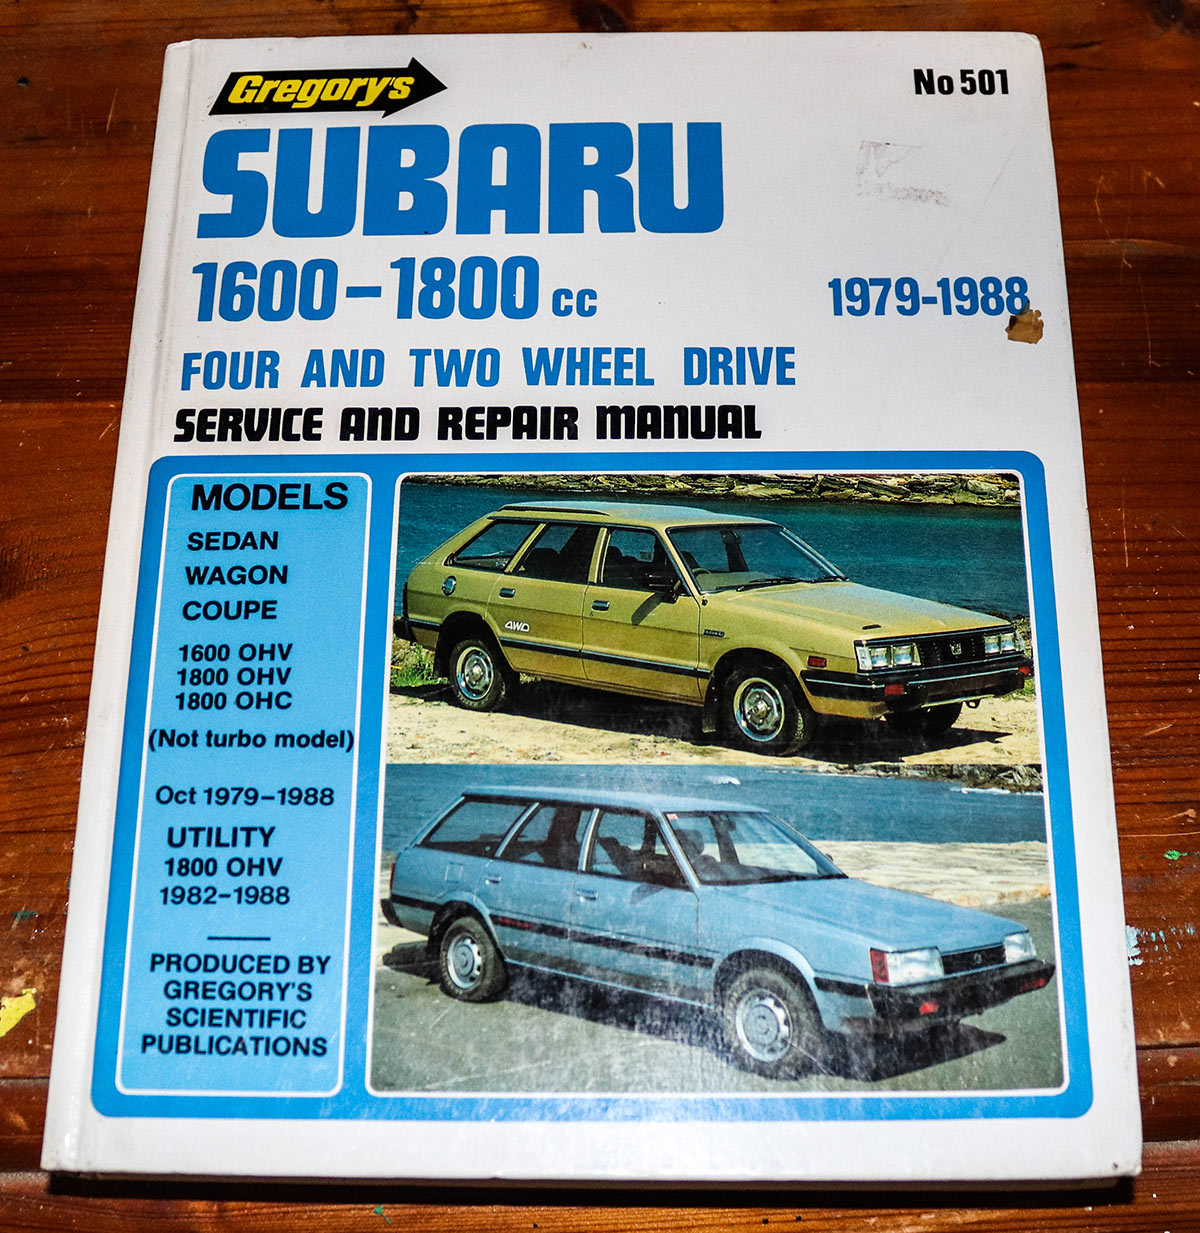 Gregory's
No 501
SUBARU
1600-1800 cc
1979-1988
FOUR AND TWO WHEEL DRIVE
SERVICE AND REPAIR MANUAL
MODELS
SEDAN
WAGON
COUPE
1600 OHV
1800 OHV
1800 OHC
(Not turbo model)
Oct 1979-1988
UTILITY
1800 OHV
1982-1988
PRODUCED BY
GREGORY'S
SCIENTIFIC
PUBLICATIONS
4WD